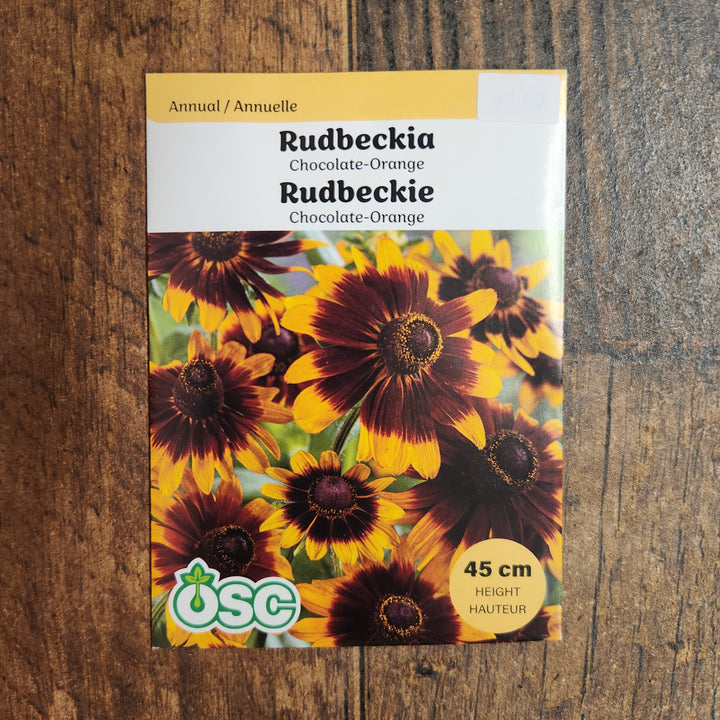 Annual / Annuelle
Rudbeckia
Chocolate-Orange
Rudbeckie
Chocolate-Orange
OSC
45 cm
HEIGHT
HAUTEUR